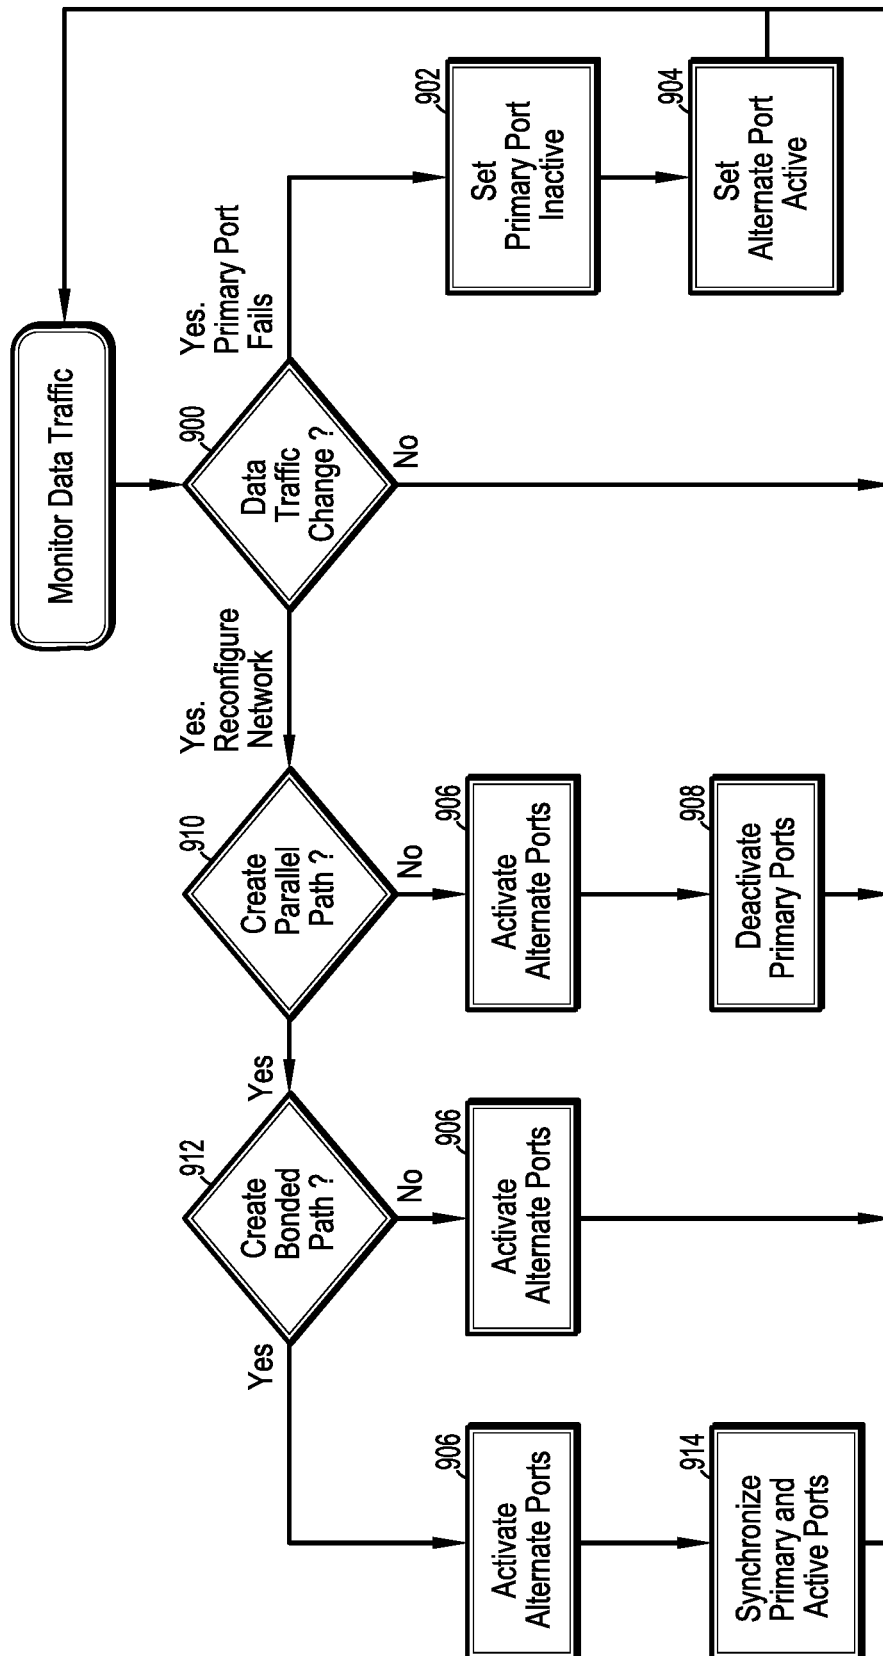 Monitor Data Traffic
900
Data
Traffic
Change ?
Yes.
Primary Port
Fails
No
Yes.
Reconfigure
Network
902
Set
Primary Port
Inactive
904
Set
Alternate Port
Active
910
Create
Parallel
Path ?
No
Yes
906
Activate
Alternate Ports
908
Deactivate
Primary Ports
912
Create
Bonded
Path ?
No
Yes
906
Activate
Alternate Ports
906
Activate
Alternate Ports
914
Synchronize
Primary and
Active Ports